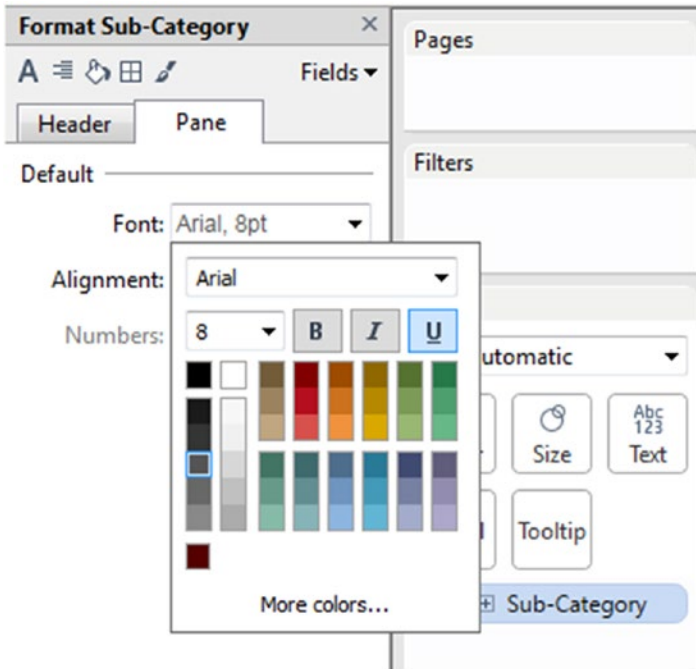 Format Sub-Category
Fields
Header
Pane
Default
Font: Arial, 8pt
Alignment: Arial
Numbers: 8 B I U
More colors...
Pages
Filters
utomatic
Size
Abc
123
Text
Tooltip
Sub-Category